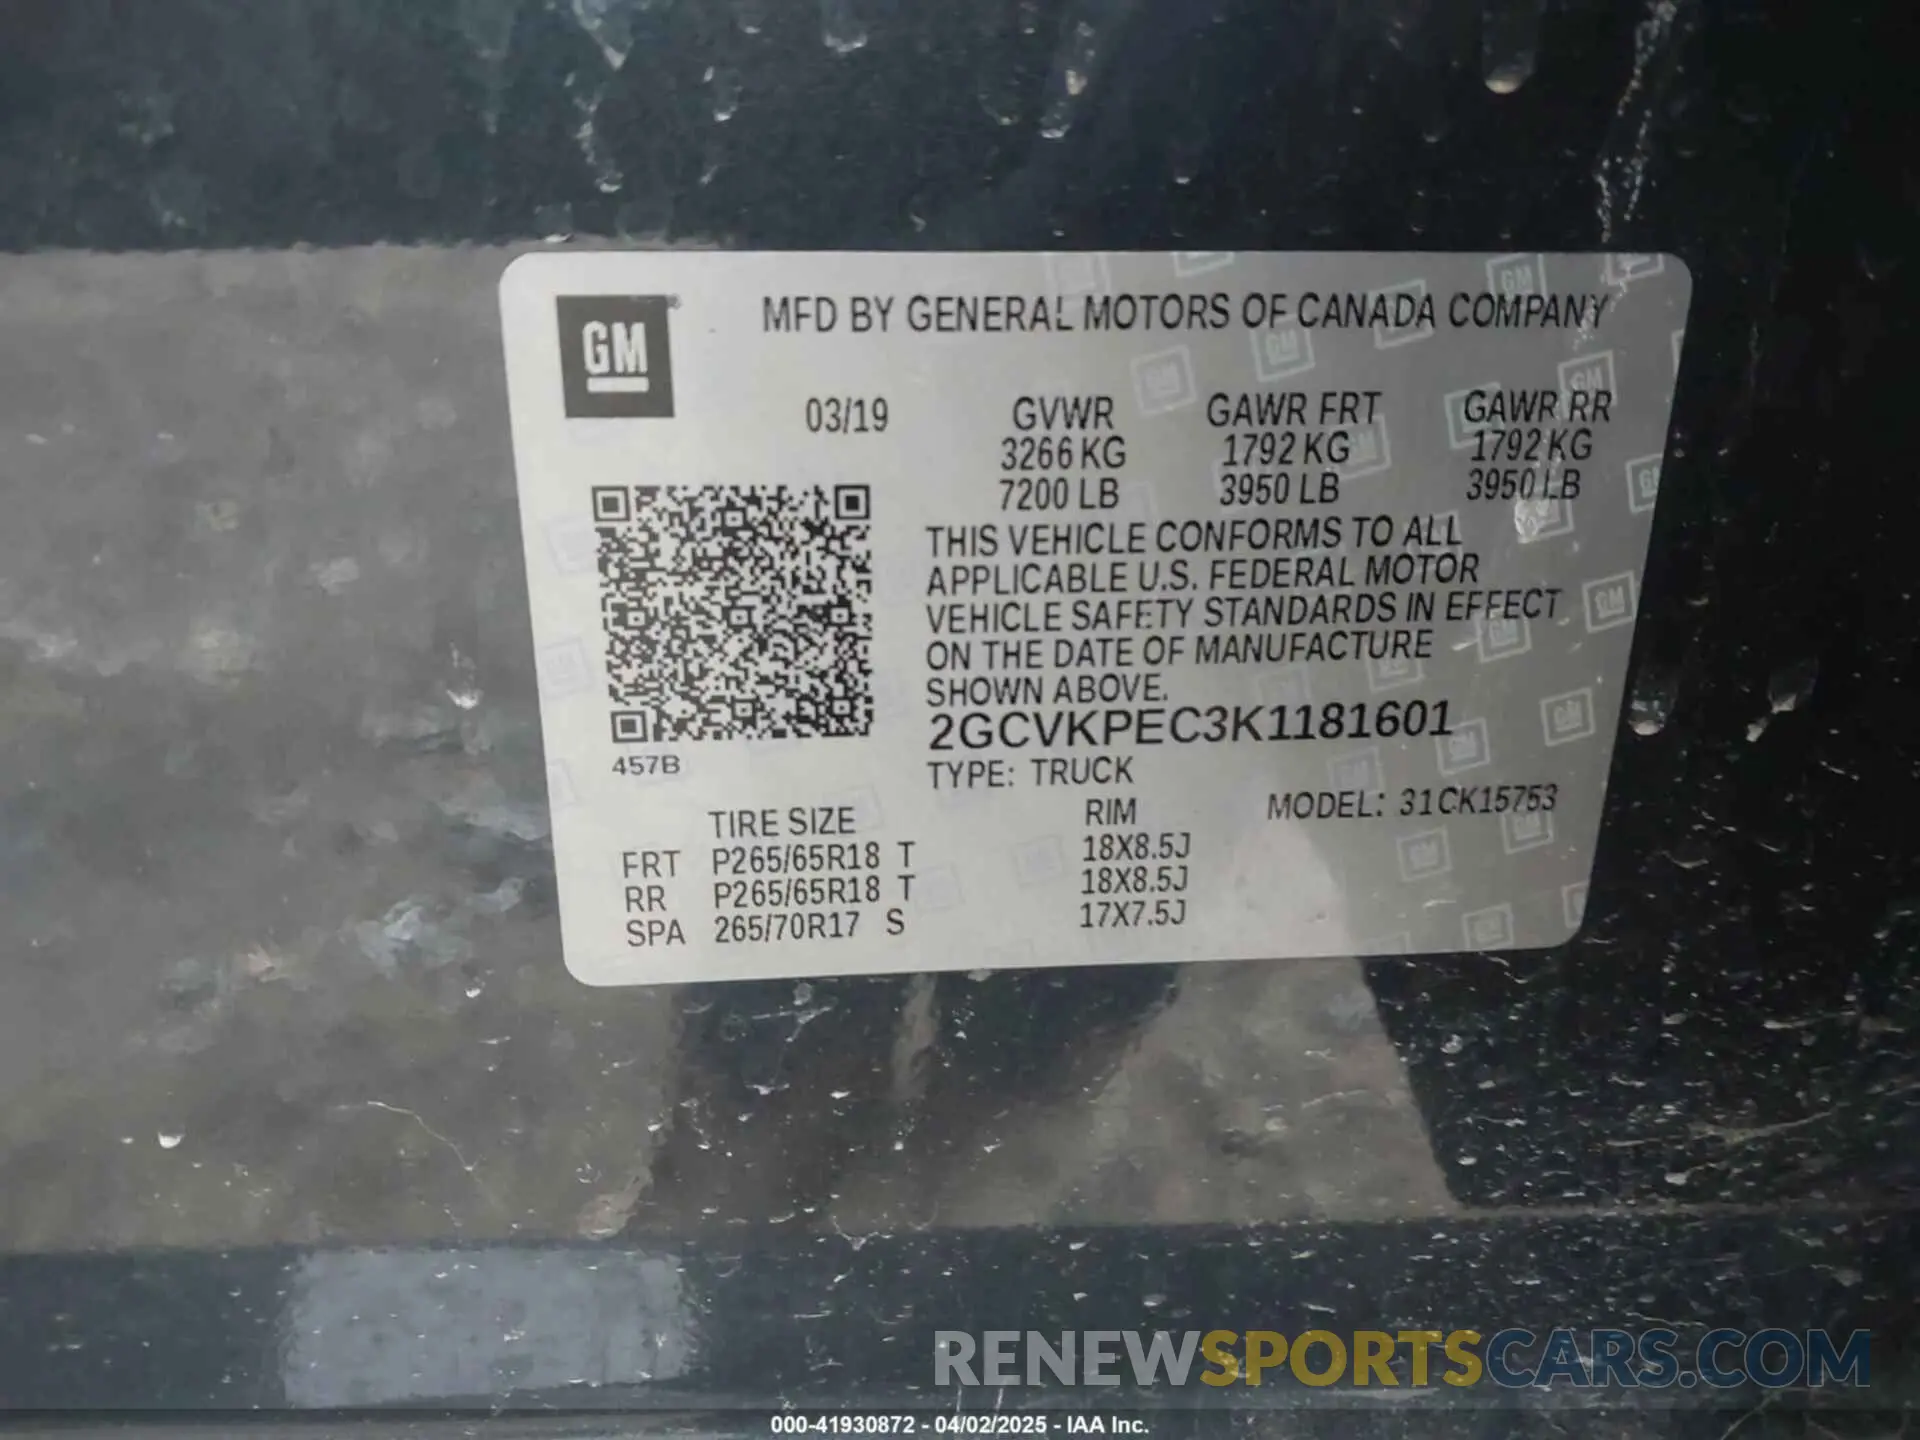 GM ®
MFD BY GENERAL MOTORS OF CANADA COMPANY
03/19 GVWR GAWR FRT GAWR RR
3266 KG 1792 KG 1792 KG
7200 LB 3950 LB 3950 LB
THIS VEHICLE CONFORMS TO ALL
APPLICABLE U.S. FEDERAL MOTOR
VEHICLE SAFETY STANDARDS IN EFFECT
ON THE DATE OF MANUFACTURE
SHOWN ABOVE.
2GCVKPEC3K1181601
457B
TYPE: TRUCK
MODEL: 31CK15753
TIRE SIZE RIM
FRT P265/65R18 T 18X8.5J
RR P265/65R18 T 18X8.5J
SPA 265/70R17 S 17X7.5J
RENEWSPORTSCARS.COM
000-41930872 - 04/02/2025 - IAA Inc.